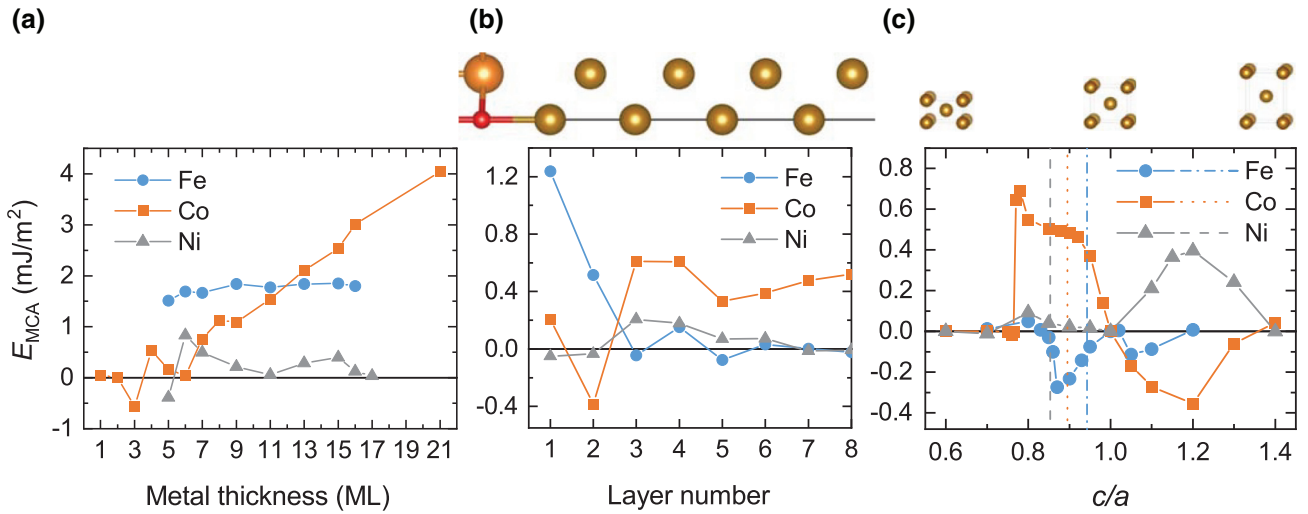 (a)
(b)
(c)
E_MCA (mJ/m²)
4
3
2
1
0
-1
Fe
Co
Ni
1 3 5 7 9 11 13 15 17 19 21
Metal thickness (ML)
1.2
0.8
0.4
0.0
-0.4
Fe
Co
Ni
1 2 3 4 5 6 7 8
Layer number
0.8
0.6
0.4
0.2
0.0
-0.2
-0.4
Fe
Co
Ni
0.6 0.8 1.0 1.2 1.4
c/a